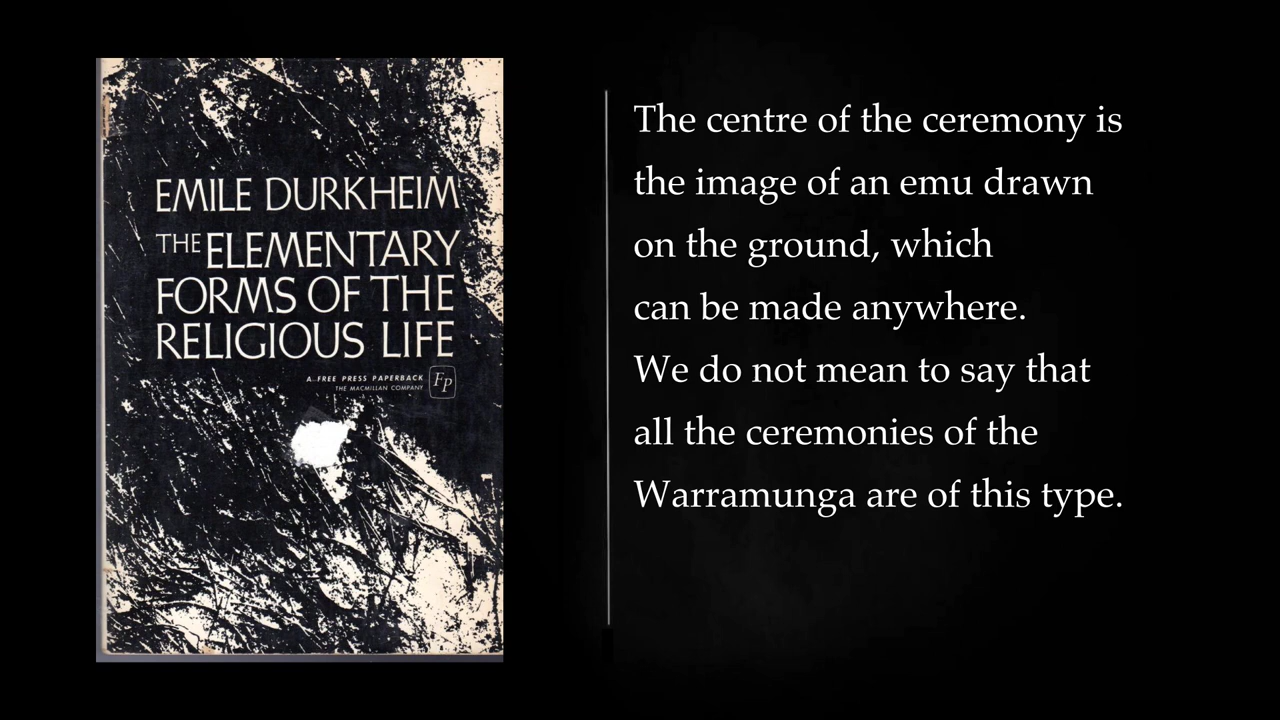 EMILE DURKHEIM
THE ELEMENTARY
FORMS OF THE
RELIGIOUS LIFE
A FREE PRESS PAPERBACK
THE MACMILLAN COMPANY
FP
The centre of the ceremony is
the image of an emu drawn
on the ground, which
can be made anywhere.
We do not mean to say that
all the ceremonies of the
Warramunga are of this type.